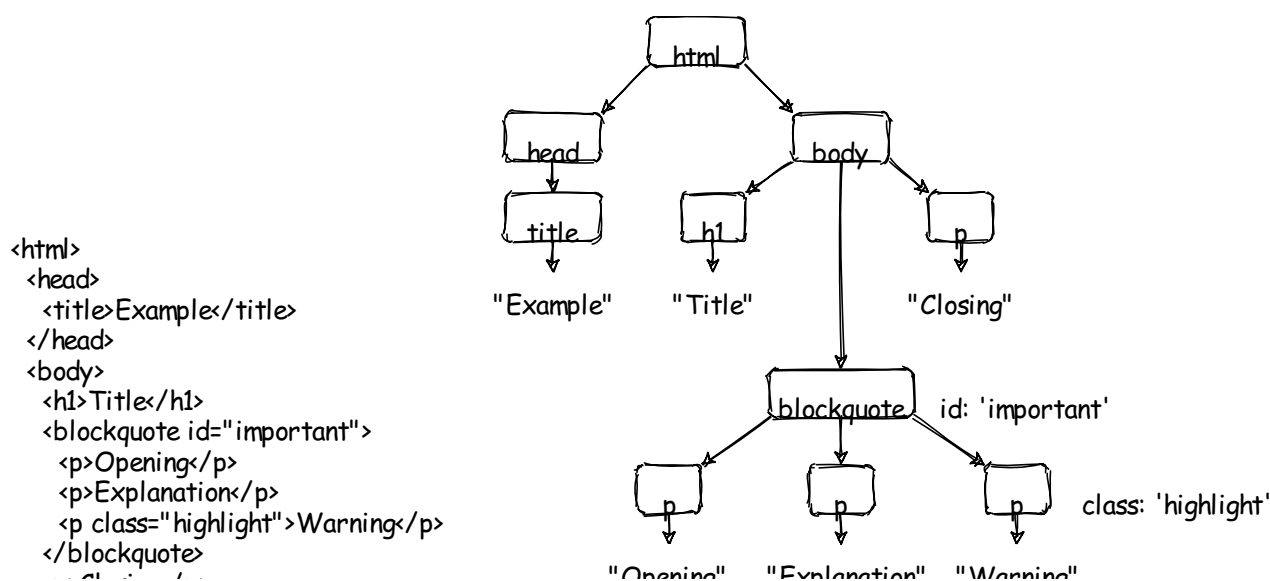 <html>
<head>
<title>Example</title>
</head>
<body>
<h1>Title</h1>
<blockquote id="important">
<p>Opening</p>
<p>Explanation</p>
<p class="highlight">Warning</p>
</blockquote>
html
head
body
title
h1
p
"Example"
"Title"
"Closing"
blockquote
id: 'important'
p
p
p
class: 'highlight'
"Opening"
"Explanation"
"Warning"